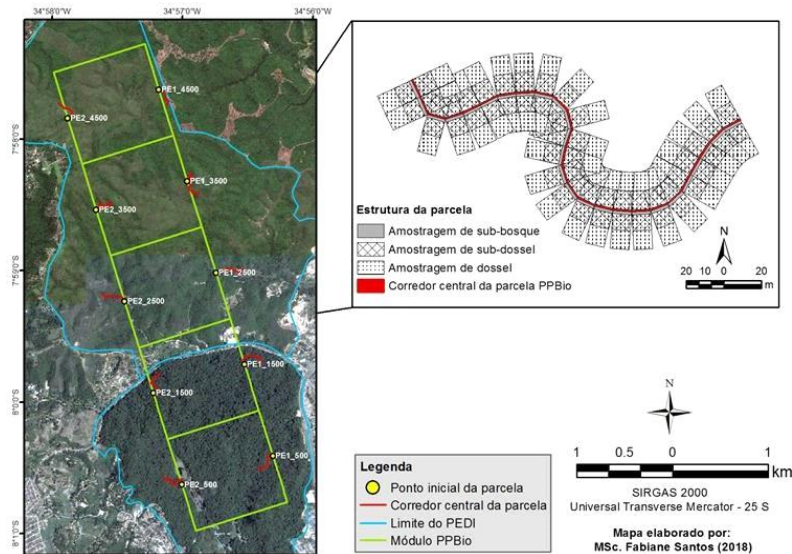 34°58'0"W 34°57'0"W 34°56'0"W
7°58'0"S
7°59'0"S
8°0'0"S
8°1'0"S
PE1_4500
PE2_4500
PE1_3500
PE2_3500
PE1_2500
PE2_2500
PE1_1500
PE2_1500
PE1_500
PE2_500
Estrutura da parcela
Amostragem de sub-bosque
Amostragem de sub-dossel
Amostragem de dossel
Corredor central da parcela PPBio
N
20 10 0 20
m
Legenda
Ponto inicial da parcela
Corredor central da parcela
Limite do PEDI
Módulo PPBio
N
1 0.5 0 1
km
SIRGAS 2000
Universal Transverse Mercator - 25 S
Mapa elaborado por:
MSc. Fabiane Santos (2018)